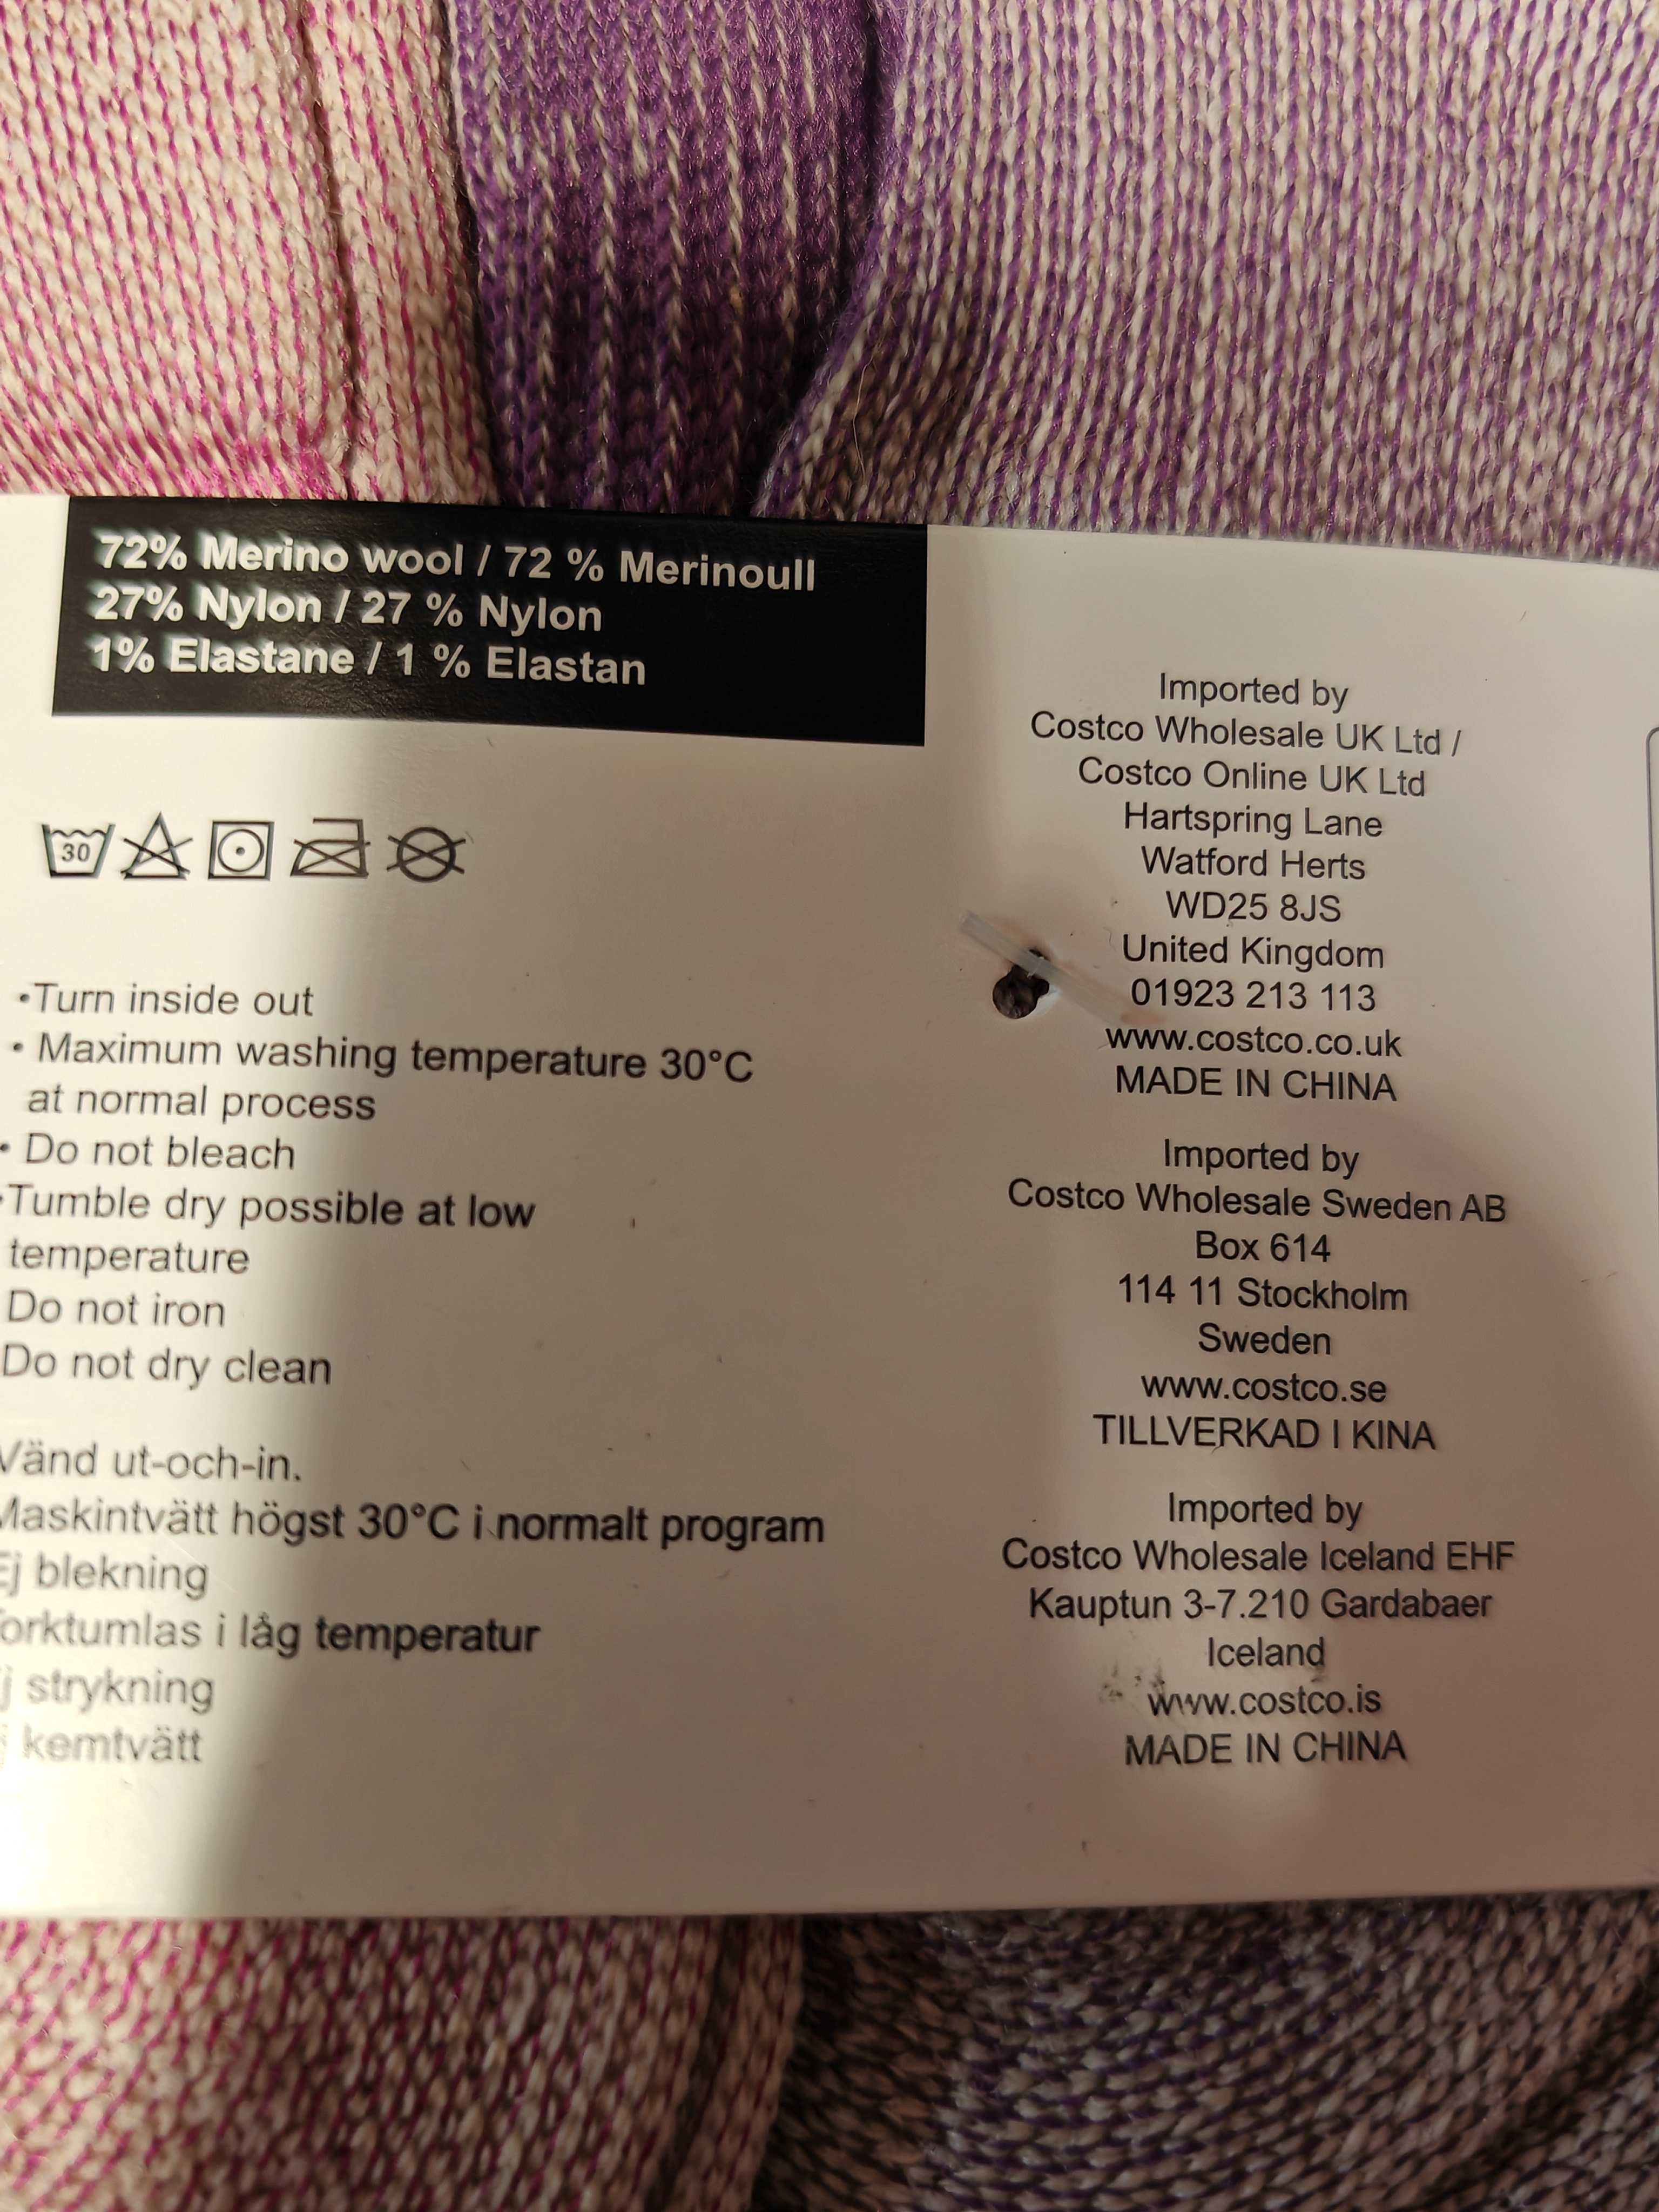 72% Merino wool / 72 % Merinoull
27% Nylon / 27 % Nylon
1% Elastane / 1 % Elastan
30
•Turn inside out
• Maximum washing temperature 30°C
at normal process
• Do not bleach
•Tumble dry possible at low
temperature
Do not iron
Do not dry clean
Vänd ut-och-in.
Maskintvätt högst 30°C i normalt program
Ej blekning
orktumlas i låg temperatur
j strykning
kemtvätt
Imported by
Costco Wholesale UK Ltd /
Costco Online UK Ltd
Hartspring Lane
Watford Herts
WD25 8JS
United Kingdom
01923 213 113
www.costco.co.uk
MADE IN CHINA
Imported by
Costco Wholesale Sweden AB
Box 614
114 11 Stockholm
Sweden
www.costco.se
TILLVERKAD I KINA
Imported by
Costco Wholesale Iceland EHF
Kauptun 3-7.210 Gardabaer
Iceland
www.costco.is
MADE IN CHINA